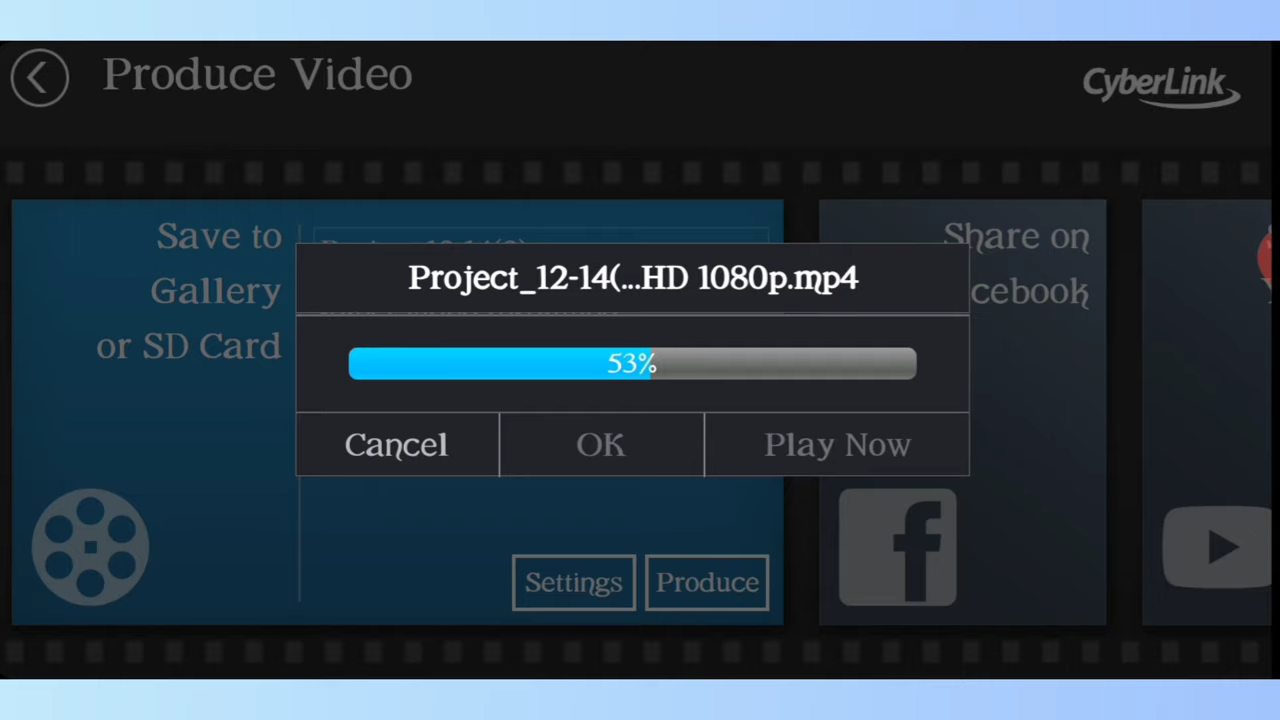 Produce Video
CyberLink
Save to
Gallery
or SD Card
Share on
cebook
Project_12-14(...HD 1080p.mp4
53%
Cancel
OK
Play Now
Settings
Produce